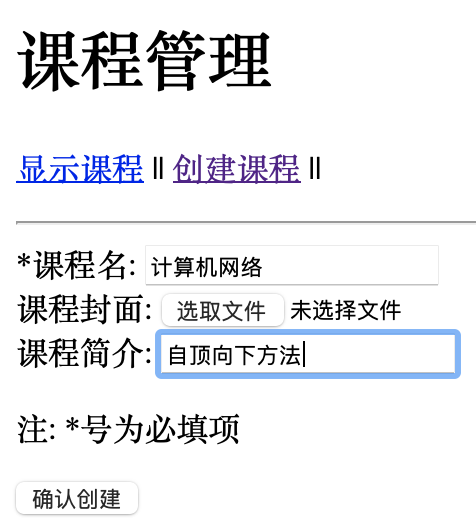 课程管理
显示课程 || 创建课程 ||
*课程名: 计算机网络
课程封面: 选取文件 未选择文件
课程简介: 自顶向下方法
注: *号为必填项
确认创建